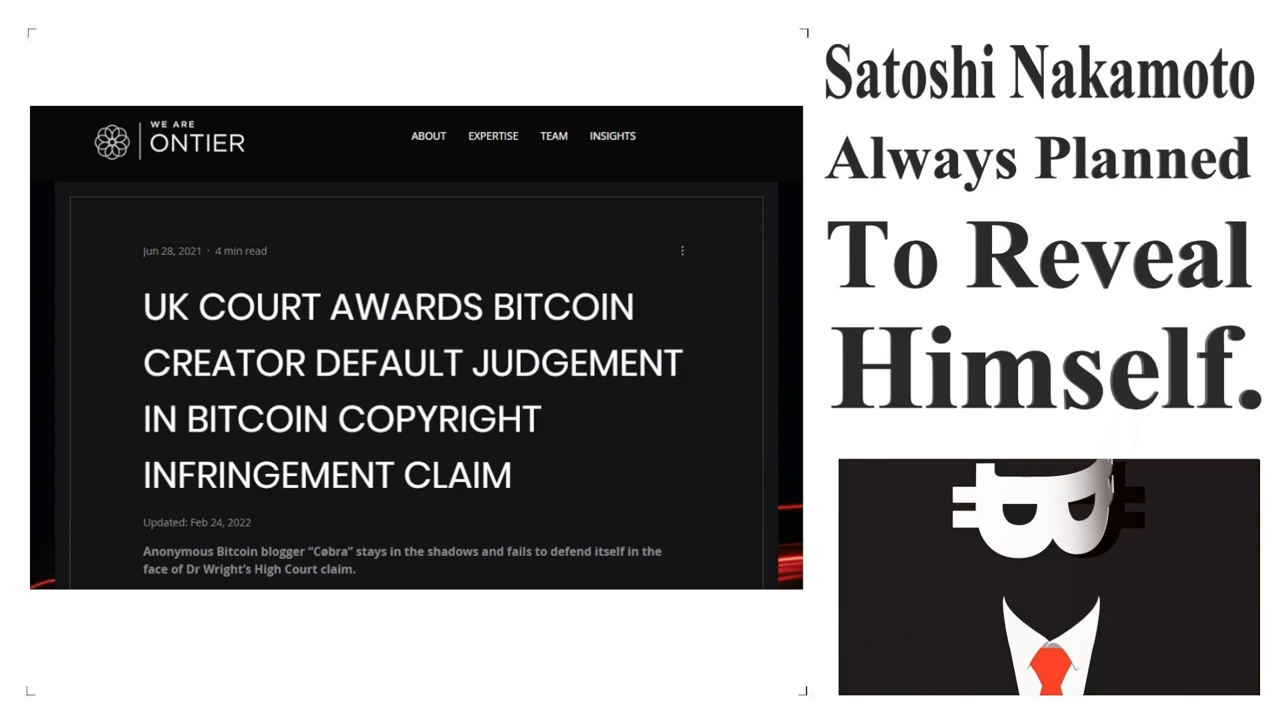 WE ARE
ONTIER
ABOUT EXPERTISE TEAM INSIGHTS
Jun 28, 2021 · 4 min read
UK COURT AWARDS BITCOIN
CREATOR DEFAULT JUDGEMENT
IN BITCOIN COPYRIGHT
INFRINGEMENT CLAIM
Updated: Feb 24, 2022
Anonymous Bitcoin blogger “Cøbra” stays in the shadows and fails to defend itself in the
face of Dr Wright’s High Court claim.
Satoshi Nakamoto
Always Planned
To Reveal
Himself.